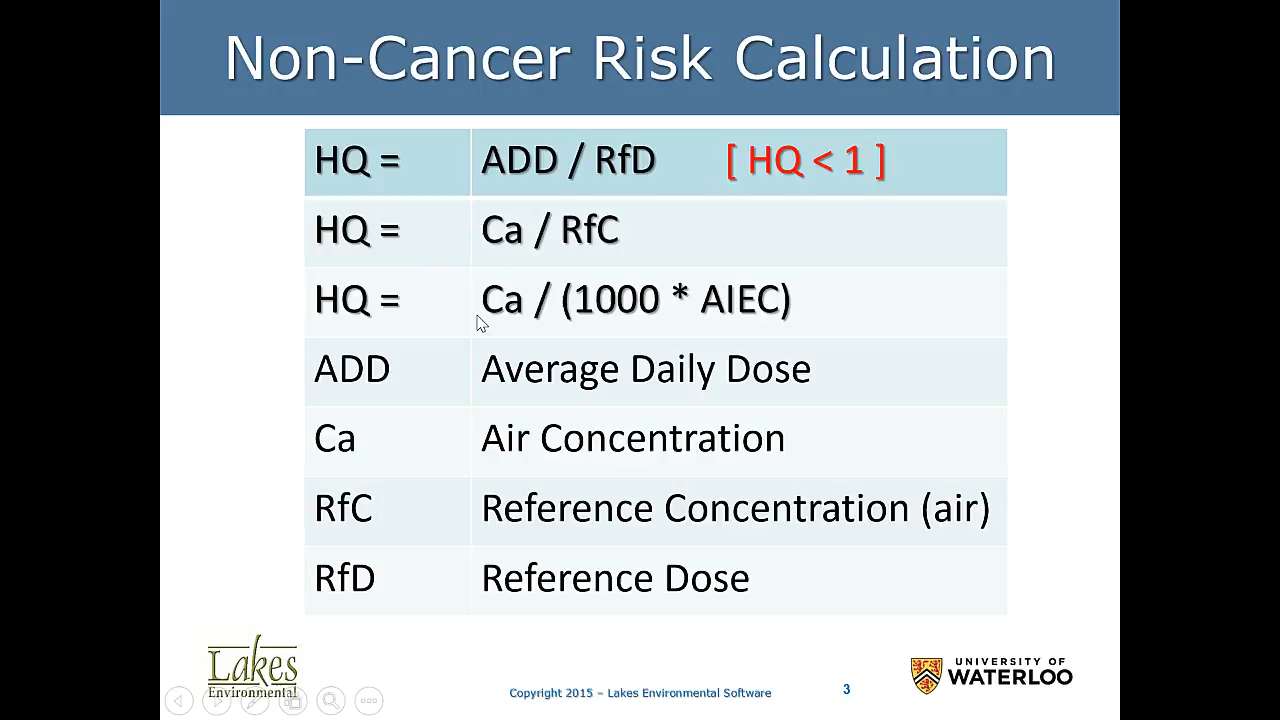 Non-Cancer Risk Calculation
HQ = ADD / RfD [ HQ < 1 ]
HQ = Ca / RfC
HQ = Ca / (1000 * AIEC)
ADD Average Daily Dose
Ca Air Concentration
RfC Reference Concentration (air)
RfD Reference Dose
Lakes
Environmental
Copyright 2015 – Lakes Environmental Software
3
UNIVERSITY OF
WATERLOO